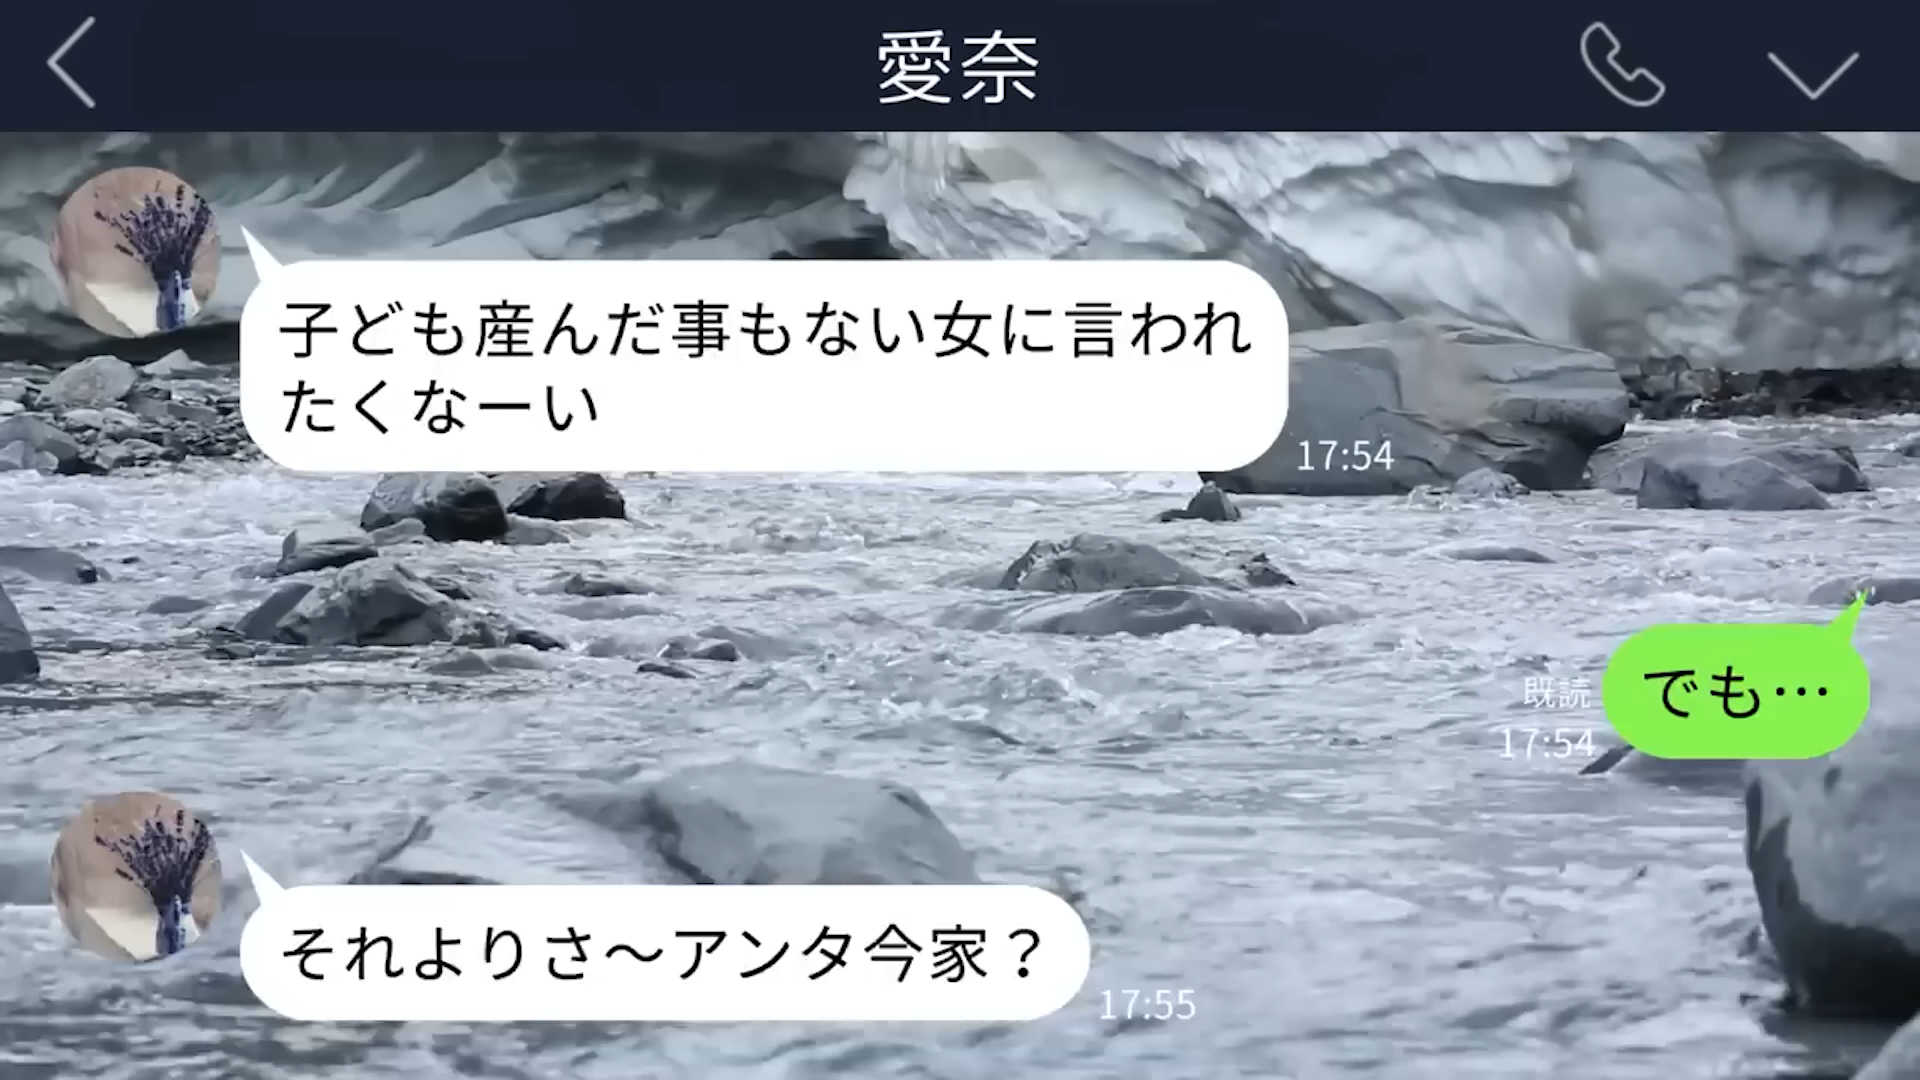 愛奈
子ども産んだ事もない女に言われ
たくなーい
17:54
でも…
既読
17:54
それよりさ～アンタ今家？
17:55